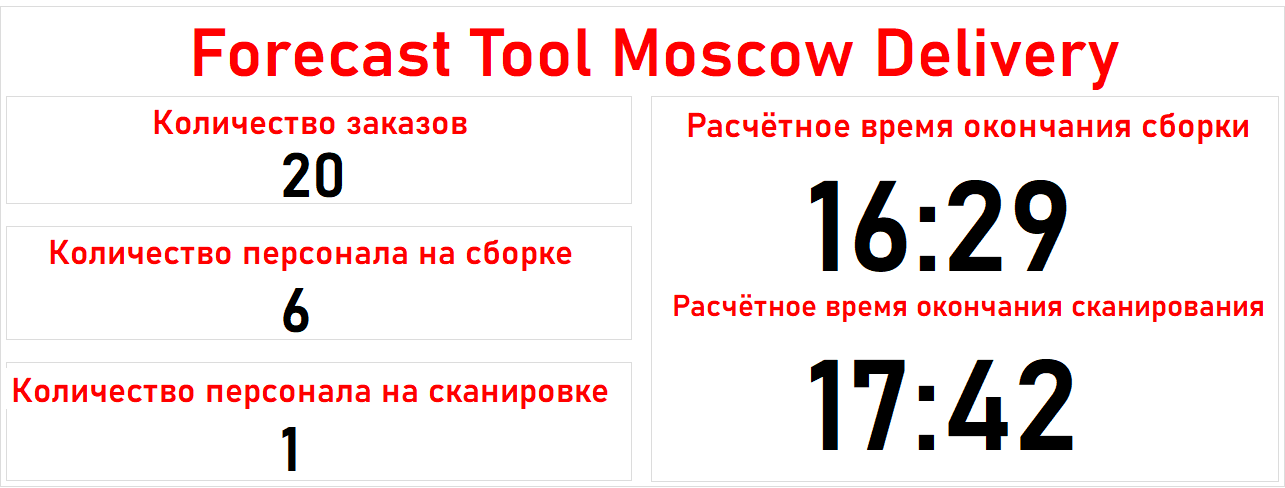 Forecast Tool Moscow Delivery
Количество заказов
20
Количество персонала на сборке
6
Количество персонала на сканировке
1
Расчётное время окончания сборки
16:29
Расчётное время окончания сканирования
17:42